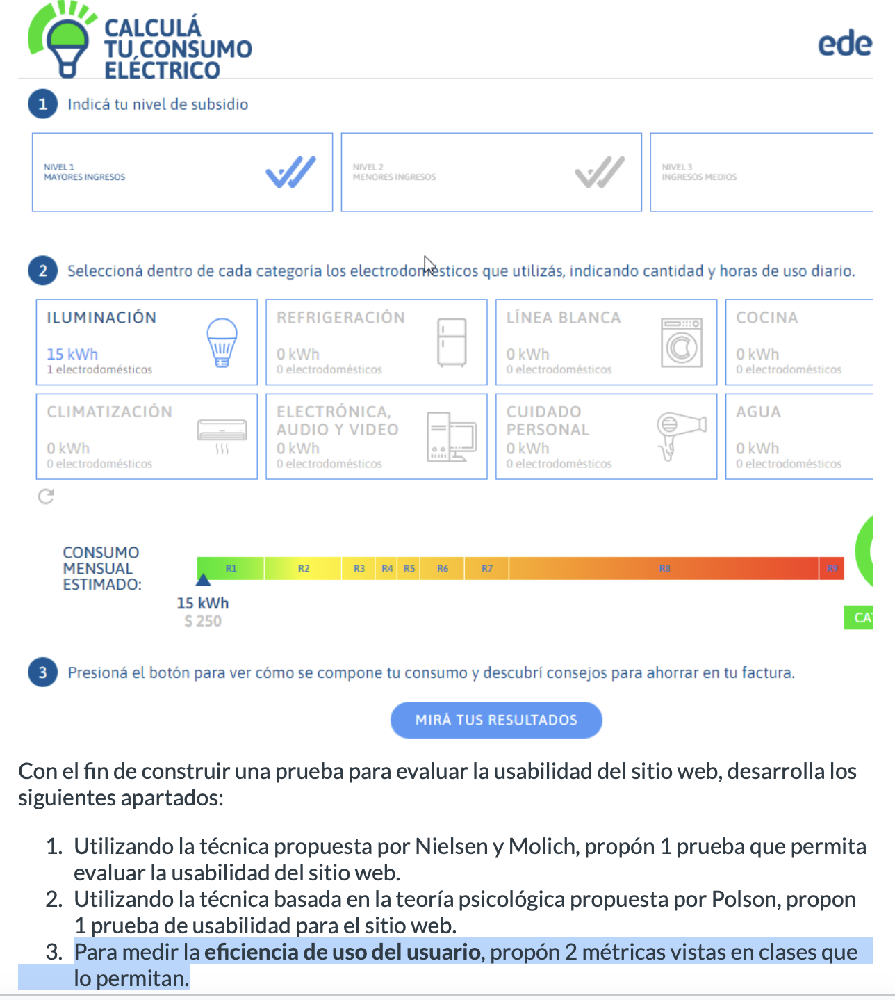 CALCULÁ
TU CONSUMO
ELÉCTRICO
ede
1 Indicá tu nivel de subsidio
NIVEL 1
MAYORES INGRESOS
NIVEL 2
MENORES INGRESOS
NIVEL 3
INGRESOS MEDIOS
2 Seleccioná dentro de cada categoría los electrodomésticos que utilizás, indicando cantidad y horas de uso diario.
ILUMINACIÓN
15 kWh
1 electrodomésticos
REFRIGERACIÓN
0 kWh
0 electrodomésticos
LÍNEA BLANCA
0 kWh
0 electrodomésticos
COCINA
0 kWh
0 electrodomésticos
CLIMATIZACIÓN
0 kWh
0 electrodomésticos
ELECTRÓNICA,
AUDIO Y VIDEO
0 kWh
0 electrodomésticos
CUIDADO
PERSONAL
0 kWh
0 electrodomésticos
AGUA
0 kWh
0 electrodomésticos
CONSUMO
MENSUAL
ESTIMADO:
R1 R2 R3 R4 R5 R6 R7 R8 R9
15 kWh
$ 250
CA
3 Presioná el botón para ver cómo se compone tu consumo y descubrí consejos para ahorrar en tu factura.
MIRÁ TUS RESULTADOS
Con el fin de construir una prueba para evaluar la usabilidad del sitio web, desarrolla los
siguientes apartados:
1. Utilizando la técnica propuesta por Nielsen y Molich, propón 1 prueba que permita
evaluar la usabilidad del sitio web.
2. Utilizando la técnica basada en la teoría psicológica propuesta por Polson, propon
1 prueba de usabilidad para el sitio web.
3. Para medir la eficiencia de uso del usuario, propón 2 métricas vistas en clases que
lo permitan.